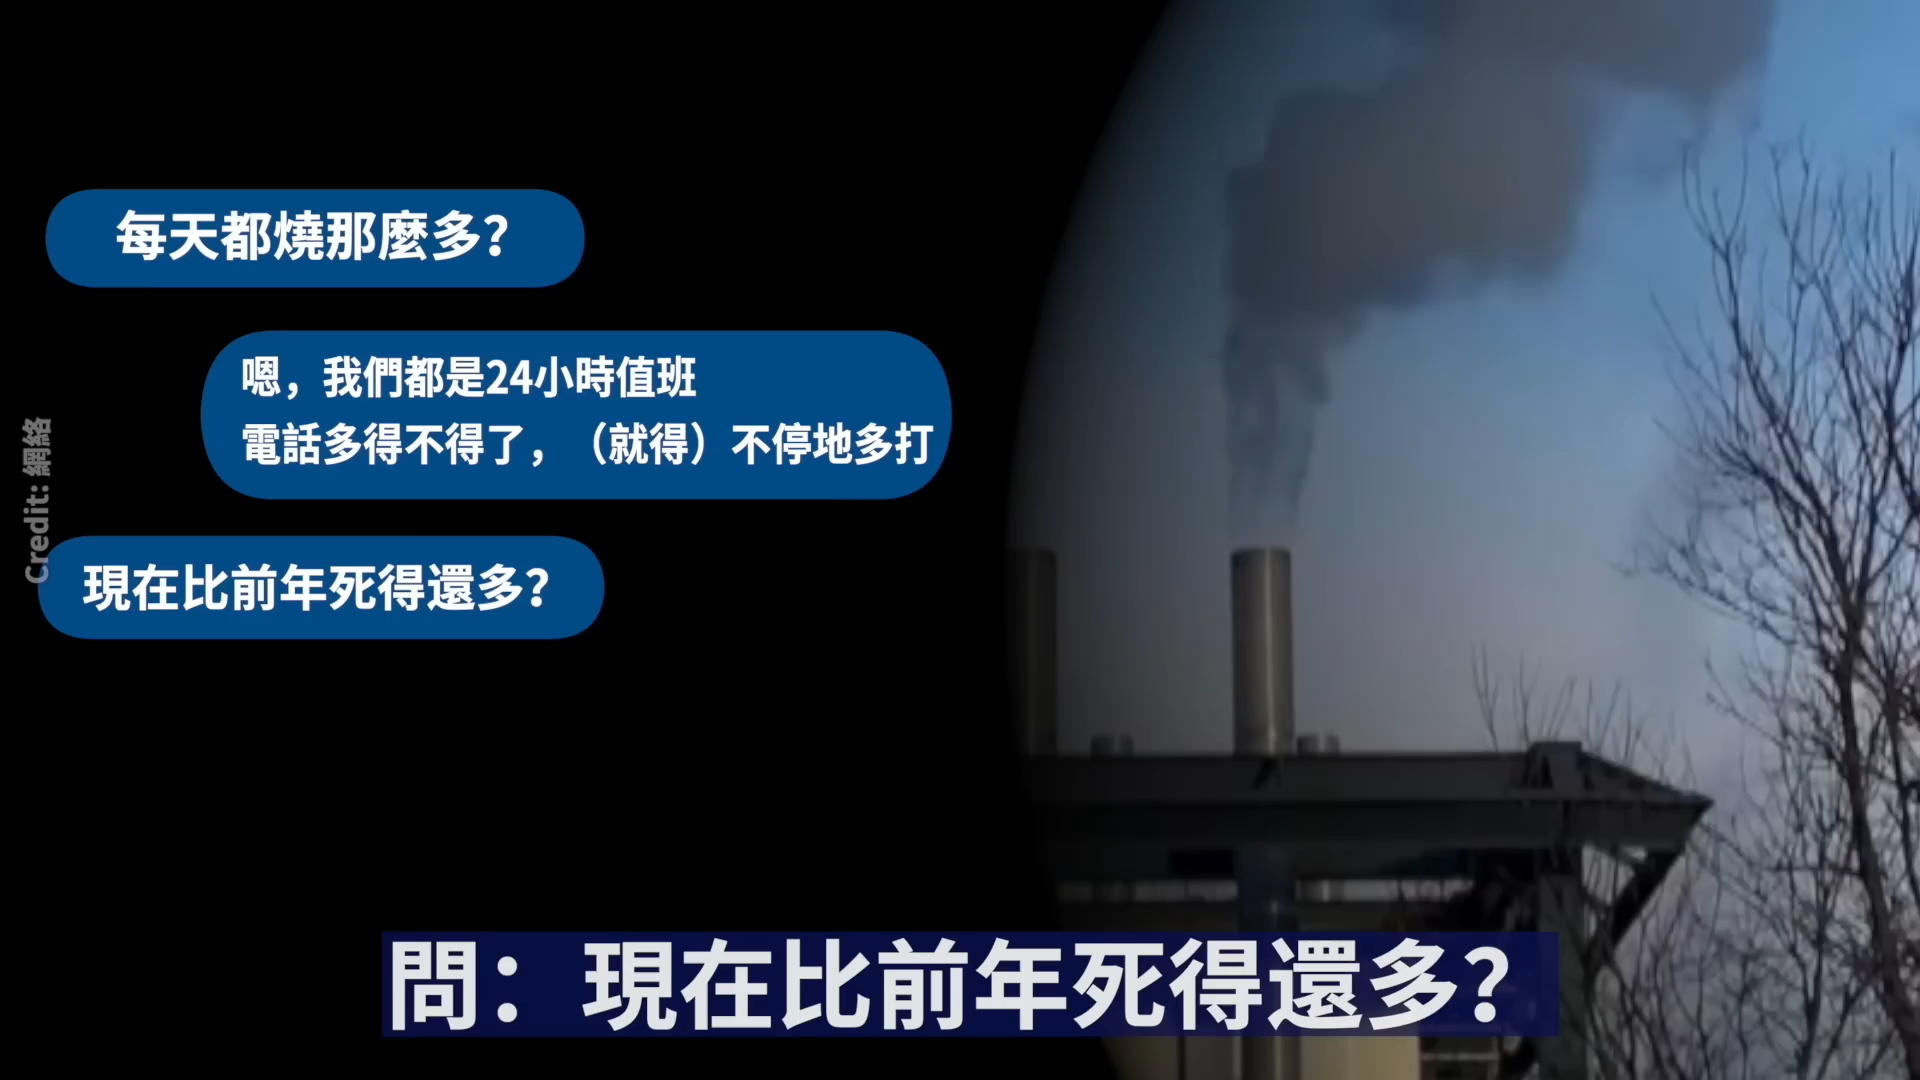 每天都燒那麼多?
嗯，我們都是24小時值班
電話多得不得了，（就得）不停地多打
Credit: 網絡
現在比前年死得還多?
問：現在比前年死得還多?